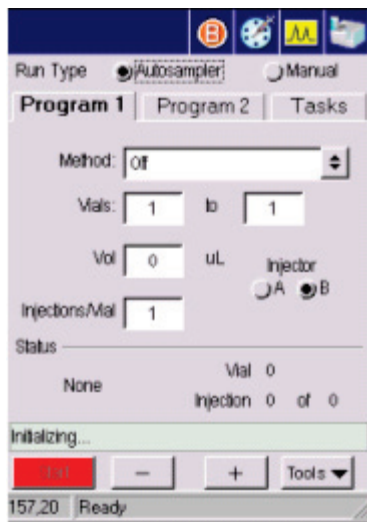 B
Run Type Autosampler Manual
Program 1 Program 2 Tasks
Method: Off
Vials: 1 to 1
Vol 0 uL Injector
A B
Injections/Vial 1
Status
None Vial 0
Injection 0 of 0
Initializing...
- + Tools
157,20 Ready